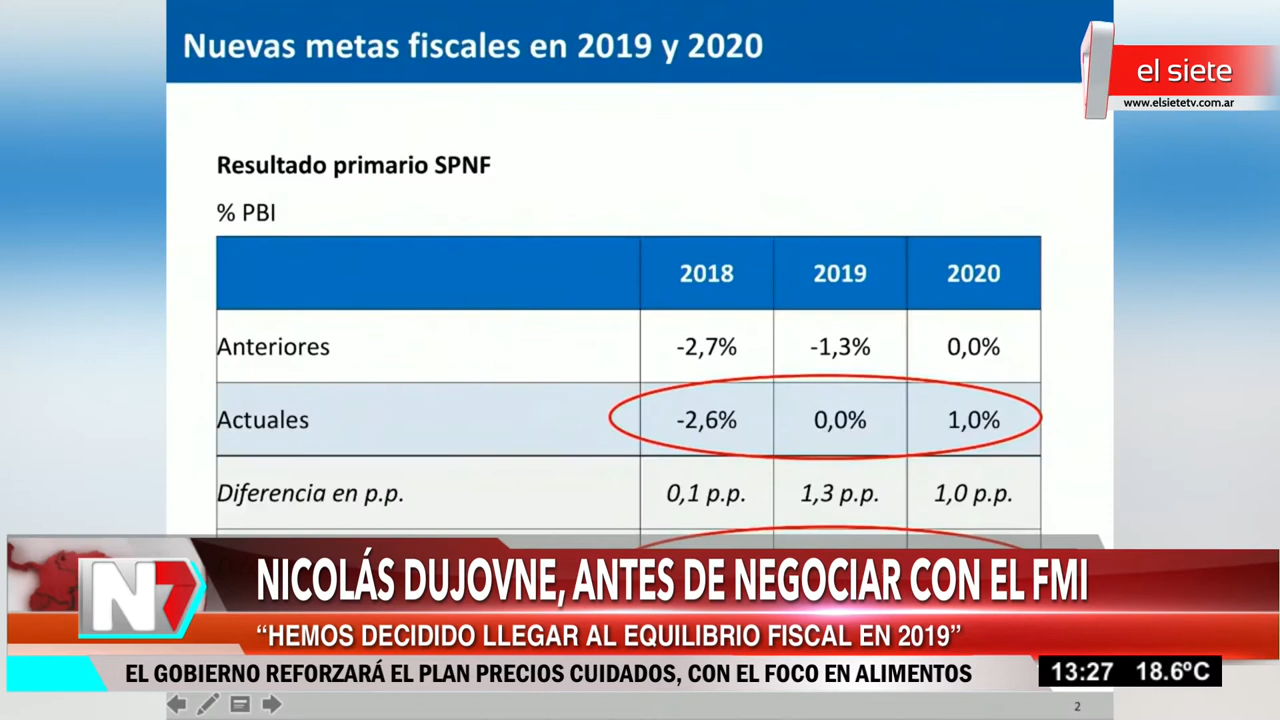 Nuevas metas fiscales en 2019 y 2020
el siete
www.elsietetv.com.ar
Resultado primario SPNF
% PBI
2018 2019 2020
Anteriores -2,7% -1,3% 0,0%
Actuales -2,6% 0,0% 1,0%
Diferencia en p.p. 0,1 p.p. 1,3 p.p. 1,0 p.p.
N7
NICOLÁS DUJOVNE, ANTES DE NEGOCIAR CON EL FMI
“HEMOS DECIDIDO LLEGAR AL EQUILIBRIO FISCAL EN 2019”
EL GOBIERNO REFORZARÁ EL PLAN PRECIOS CUIDADOS, CON EL FOCO EN ALIMENTOS
13:27 18.6ºC
2